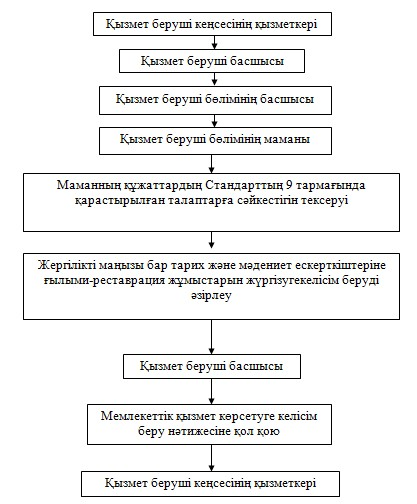 Қызмет беруші кеңсесінің қызметкері
Қызмет беруші басшысы
Қызмет беруші бөлімінің басшысы
Қызмет беруші бөлімінің маманы
Маманның құжаттардың Стандарттың 9 тармағында
қарастырылған талаптарға сәйкестігін тексеруі
Жергілікті маңызы бар тарих және мәдениет ескерткіштеріне
ғылыми-реставрация жұмыстарын жүргізугекелісім беруді
әзірлеу
Қызмет беруші басшысы
Мемлекеттік қызмет көрсетуге келісім
беру нәтижесіне қол қою
Қызмет беруші кеңсесінің қызметкері